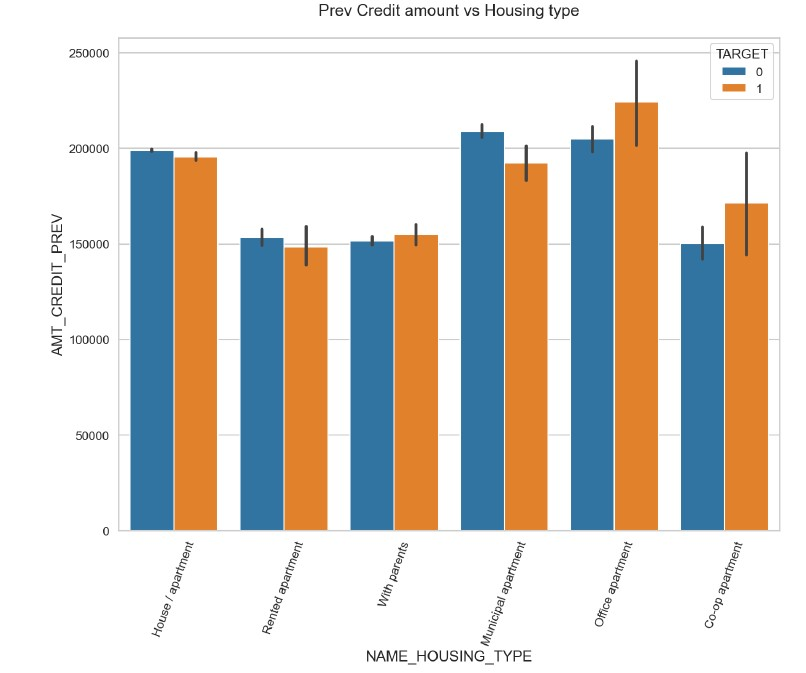 Prev Credit amount vs Housing type
TARGET
0
1
AMT_CREDIT_PREV
250000
200000
150000
100000
50000
0
House / apartment
Rented apartment
With parents
Municipal apartment
Office apartment
Co-op apartment
NAME_HOUSING_TYPE